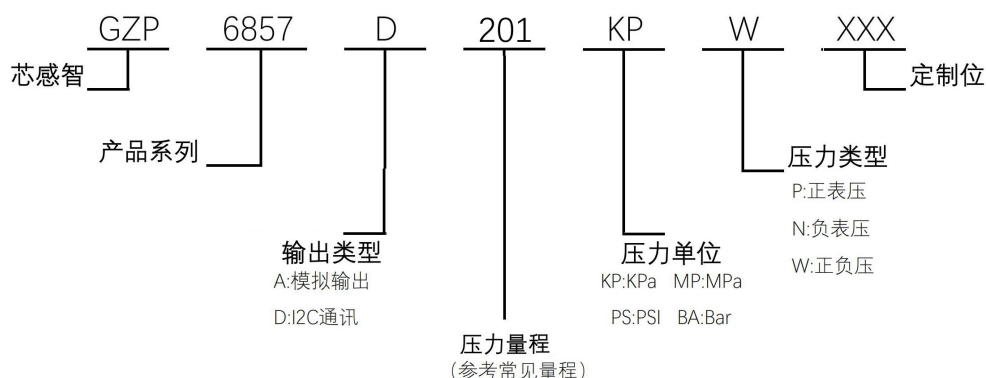 GZP 6857 D 201 KP W XXX
芯感智 定制位
产品系列
压力类型
P:正表压
N:负表压
W:正负压
输出类型
A:模拟输出
D:I2C通讯
压力单位
KP:KPa MP:MPa
PS:PSI BA:Bar
压力量程
(参考常见量程)